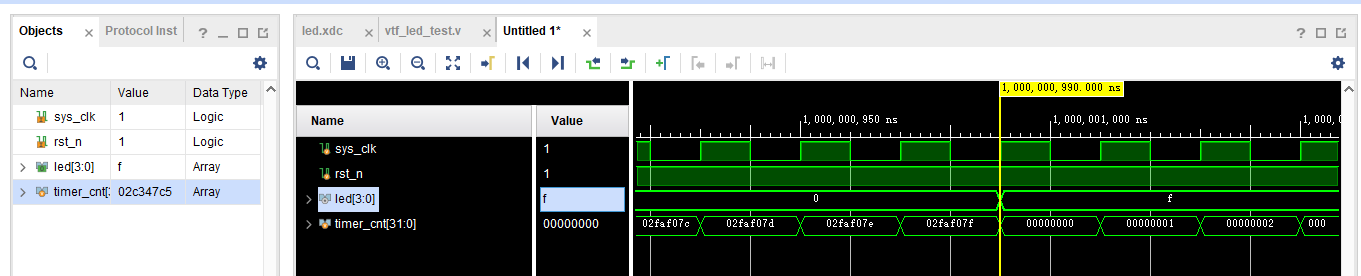 Objects × Protocol Inst ? _ led.xdc × vtf_led_test.v × Untitled 1* × ?
Name Value Data Type
sys_clk 1 Logic
rst_n 1 Logic
led[3:0] f Array
timer_cnt[ 02c347c5 Array
Name Value
sys_clk 1
rst_n 1
led[3:0] f
timer_cnt[31:0] 00000000
1,000,000,990.000 ns
1,000,000,950 ns 1,000,001,000 ns 1,000,0
0 f
02faf07c 02faf07d 02faf07e 02faf07f 00000000 00000001 00000002 000